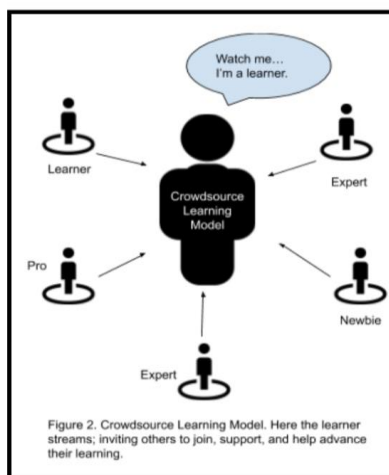 Watch me...
I'm a learner.
Learner
Expert
Crowdsource
Learning
Model
Pro
Newbie
Expert
Figure 2. Crowdsource Learning Model. Here the learner
streams; inviting others to join, support, and help advance
their learning.